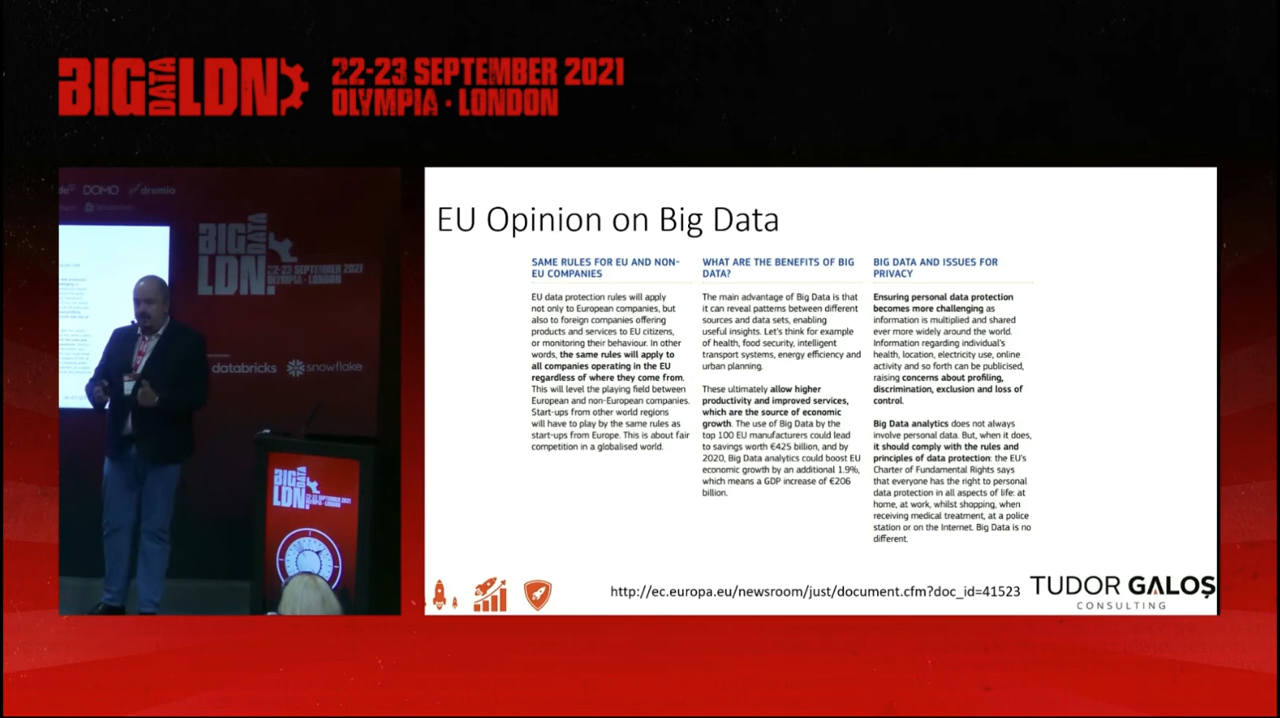 BIG DATA LDN
22-23 SEPTEMBER 2021
OLYMPIA · LONDON
DOMO dremio
BIG DATA
LDN.
22-23 SEPTEMBER 2021
databricks snowflake
BIG DATA
LDN.
22-23 SEPTEMBER 2021
EU Opinion on Big Data
SAME RULES FOR EU AND NON-
EU COMPANIES
EU data protection rules will apply
not only to European companies, but
also to foreign companies offering
products and services to EU citizens,
or monitoring their behaviour. In other
words, the same rules will apply to
all companies operating in the EU
regardless of where they come from.
This will level the playing field between
European and non-European companies.
Start-ups from other world regions
will have to play by the same rules as
start-ups from Europe. This is about fair
competition in a globalised world.
WHAT ARE THE BENEFITS OF BIG
DATA?
The main advantage of Big Data is that
it can reveal patterns between different
sources and data sets, enabling
useful insights. Let's think for example
of health, food security, intelligent
transport systems, energy efficiency and
urban planning.
These ultimately allow higher
productivity and improved services,
which are the source of economic
growth. The use of Big Data by the
top 100 EU manufacturers could lead
to savings worth €425 billion, and by
2020, Big Data analytics could boost EU
economic growth by an additional 1.9%,
which means a GDP increase of €206
billion.
BIG DATA AND ISSUES FOR
PRIVACY
Ensuring personal data protection
becomes more challenging as
information is multiplied and shared
ever more widely around the world.
Information regarding individual's
health, location, electricity use, online
activity and so forth can be publicised,
raising concerns about profiling,
discrimination, exclusion and loss of
control.
Big Data analytics does not always
involve personal data. But, when it does,
it should comply with the rules and
principles of data protection: the EU's
Charter of Fundamental Rights says
that everyone has the right to personal
data protection in all aspects of life: at
home, at work, whilst shopping, when
receiving medical treatment, at a police
station or on the Internet. Big Data is no
different.
http://ec.europa.eu/newsroom/just/document.cfm?doc_id=41523
TUDOR GALOȘ
CONSULTING